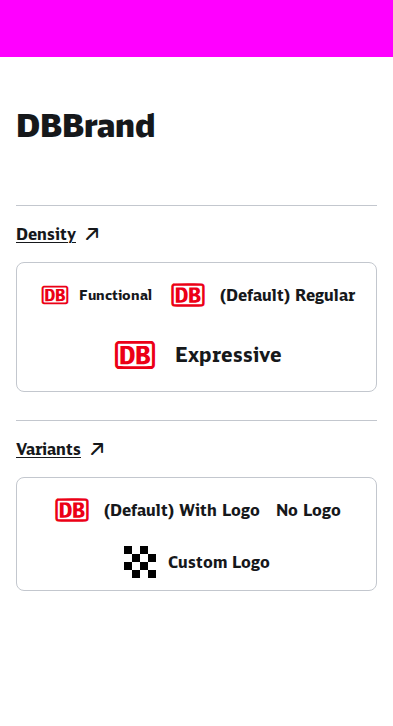 DBBrand
Density
DB Functional DB (Default) Regular
DB Expressive
Variants
DB (Default) With Logo No Logo
Custom Logo